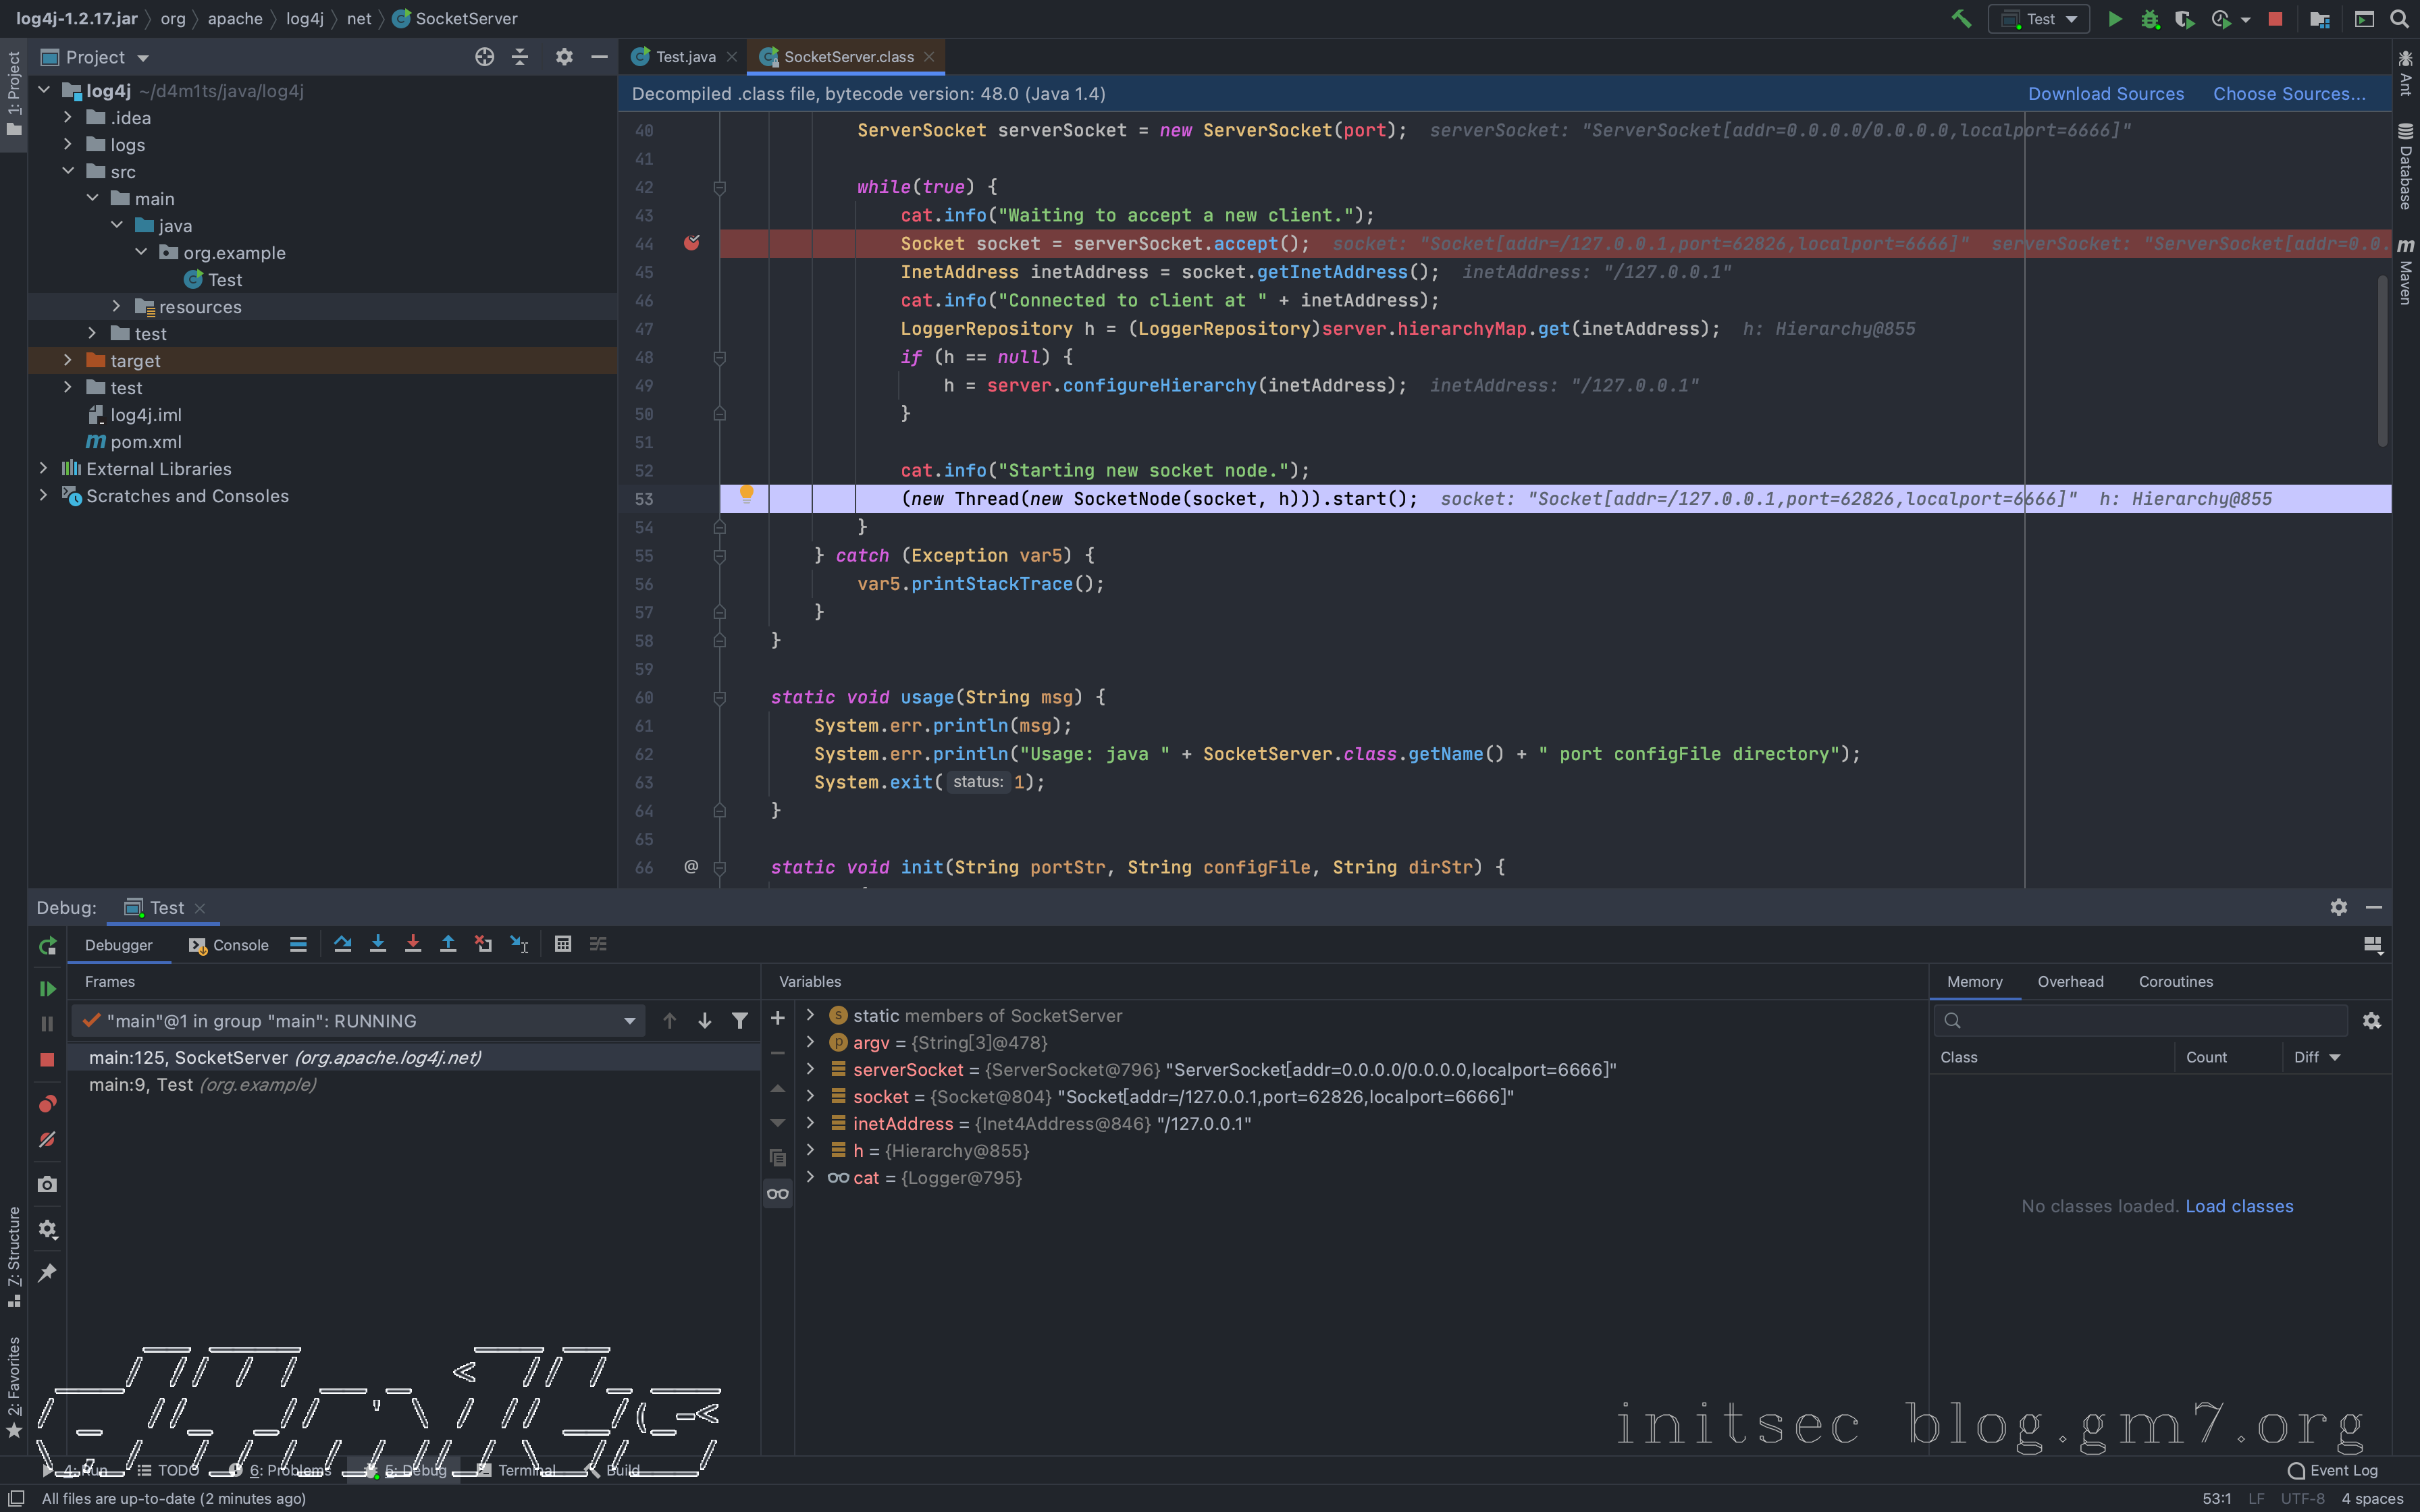 log4j-1.2.17.jar 〉 org 〉 apache 〉 log4j 〉 net 〉 SocketServer
Test
1: Project
Project
log4j ~/d4m1ts/java/log4j
.idea
logs
src
main
java
org.example
Test
resources
test
target
test
log4j.iml
pom.xml
External Libraries
Scratches and Consoles
Test.java
SocketServer.class
Decompiled .class file, bytecode version: 48.0 (Java 1.4)
Download Sources
Choose Sources...
40 ServerSocket serverSocket = new ServerSocket(port); serverSocket: "ServerSocket[addr=0.0.0.0/0.0.0.0,localport=6666]"
41
42 while(true) {
43 cat.info("Waiting to accept a new client.");
44 Socket socket = serverSocket.accept(); socket: "Socket[addr=/127.0.0.1,port=62826,localport=6666]" serverSocket: "ServerSocket[addr=0.0.
45 InetAddress inetAddress = socket.getInetAddress(); inetAddress: "/127.0.0.1"
46 cat.info("Connected to client at " + inetAddress);
47 LoggerRepository h = (LoggerRepository)server.hierarchyMap.get(inetAddress); h: Hierarchy@855
48 if (h == null) {
49 h = server.configureHierarchy(inetAddress); inetAddress: "/127.0.0.1"
50 }
51
52 cat.info("Starting new socket node.");
53 (new Thread(new SocketNode(socket, h))).start(); socket: "Socket[addr=/127.0.0.1,port=62826,localport=6666]" h: Hierarchy@855
54 }
55 } catch (Exception var5) {
56 var5.printStackTrace();
57 }
58 }
59
60 static void usage(String msg) {
61 System.err.println(msg);
62 System.err.println("Usage: java " + SocketServer.class.getName() + " port configFile directory");
63 System.exit( status: 1);
64 }
65
66 @ static void init(String portStr, String configFile, String dirStr) {
Ant
Database
Maven
Debug:
Test
Debugger
Console
Frames
"main"@1 in group "main": RUNNING
main:125, SocketServer (org.apache.log4j.net)
main:9, Test (org.example)
Variables
static members of SocketServer
argv = {String[3]@478}
serverSocket = {ServerSocket@796} "ServerSocket[addr=0.0.0.0/0.0.0.0,localport=6666]"
socket = {Socket@804} "Socket[addr=/127.0.0.1,port=62826,localport=6666]"
inetAddress = {Inet4Address@846} "/127.0.0.1"
h = {Hierarchy@855}
cat = {Logger@795}
Memory
Overhead
Coroutines
Class
Count
Diff
No classes loaded. Load classes
7: Structure
2: Favorites
initsec blog.gm7.org
4: Run
TODO
6: Problems
5: Debug
Terminal
Build
Event Log
All files are up-to-date (2 minutes ago)
53:1 LF UTF-8 4 spaces